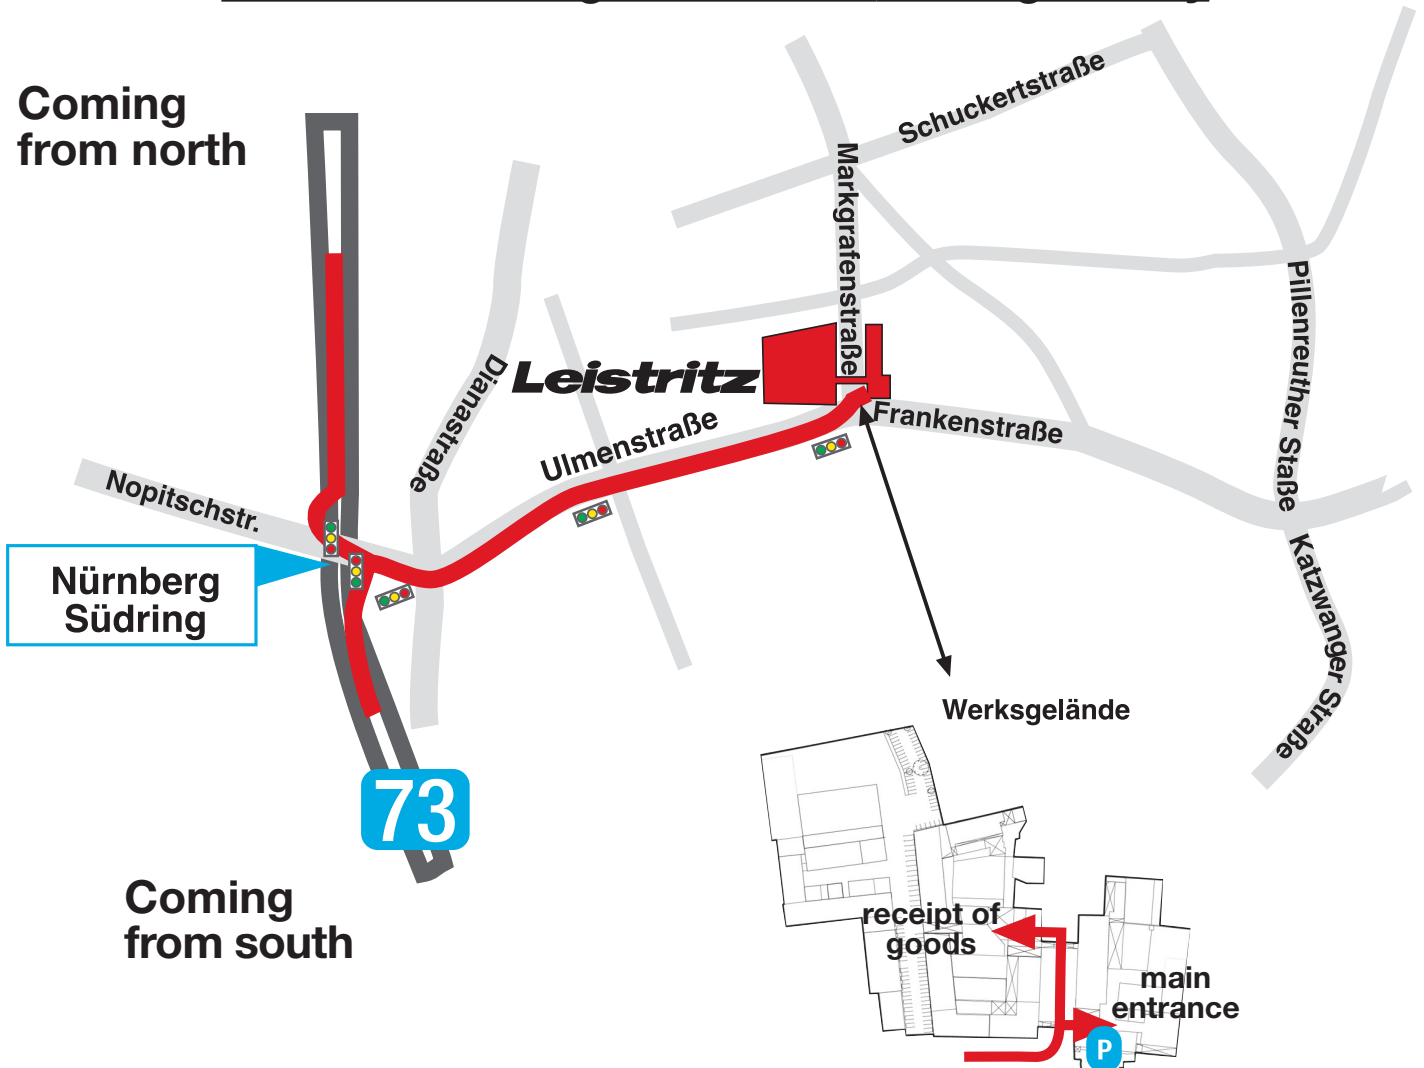 Coming
from north
Schuckertstraße
Markgrafenstraße
Pillenreuther Staße
Dianastraße
Leistritz
Ulmenstraße
Frankenstraße
Nopitschstr.
Nürnberg
Südring
Katzwanger Straße
Werksgelände
73
Coming
from south
receipt of
goods
main
entrance
P